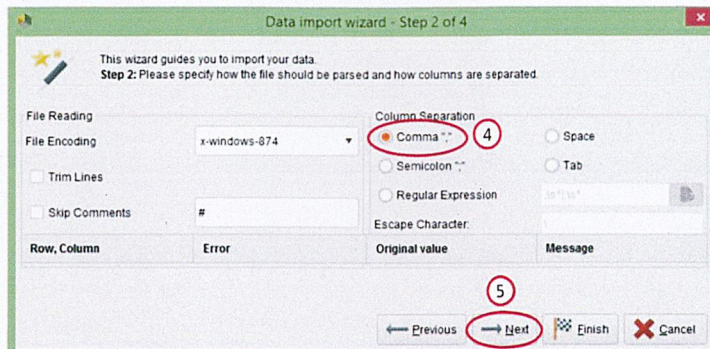 Data import wizard - Step 2 of 4
This wizard guides you to import your data.
Step 2: Please specify how the file should be parsed and how columns are separated.
File Reading
File Encoding
x-windows-874
Trim Lines
Skip Comments
#
Column Separation
Comma ","
4
Space
Semicolon ";"
Tab
Regular Expression
Escape Character:
Row, Column Error Original value Message
5
Previous Next Finish Cancel